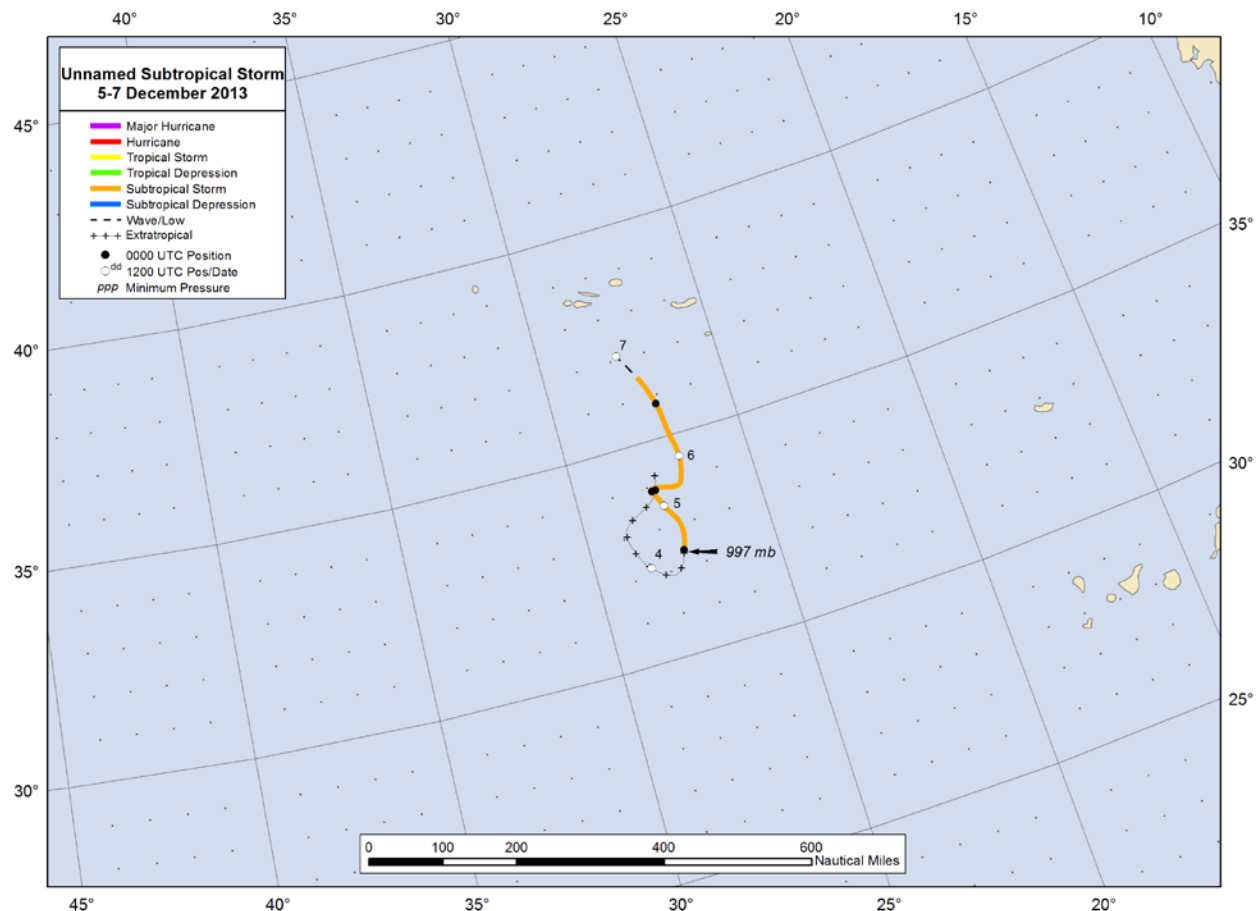 40° 35° 30° 25° 20° 15° 10°
Unnamed Subtropical Storm
5-7 December 2013
Major Hurricane
Hurricane
Tropical Storm
Tropical Depression
Subtropical Storm
Subtropical Depression
Wave/Low
Extratropical
0000 UTC Position
dd 1200 UTC Pos/Date
ppp Minimum Pressure
45°
35°
40°
7
6
30°
5
4
997 mb
35°
25°
30°
0 100 200 400 600
Nautical Miles
45° 40° 35° 30° 25° 20°